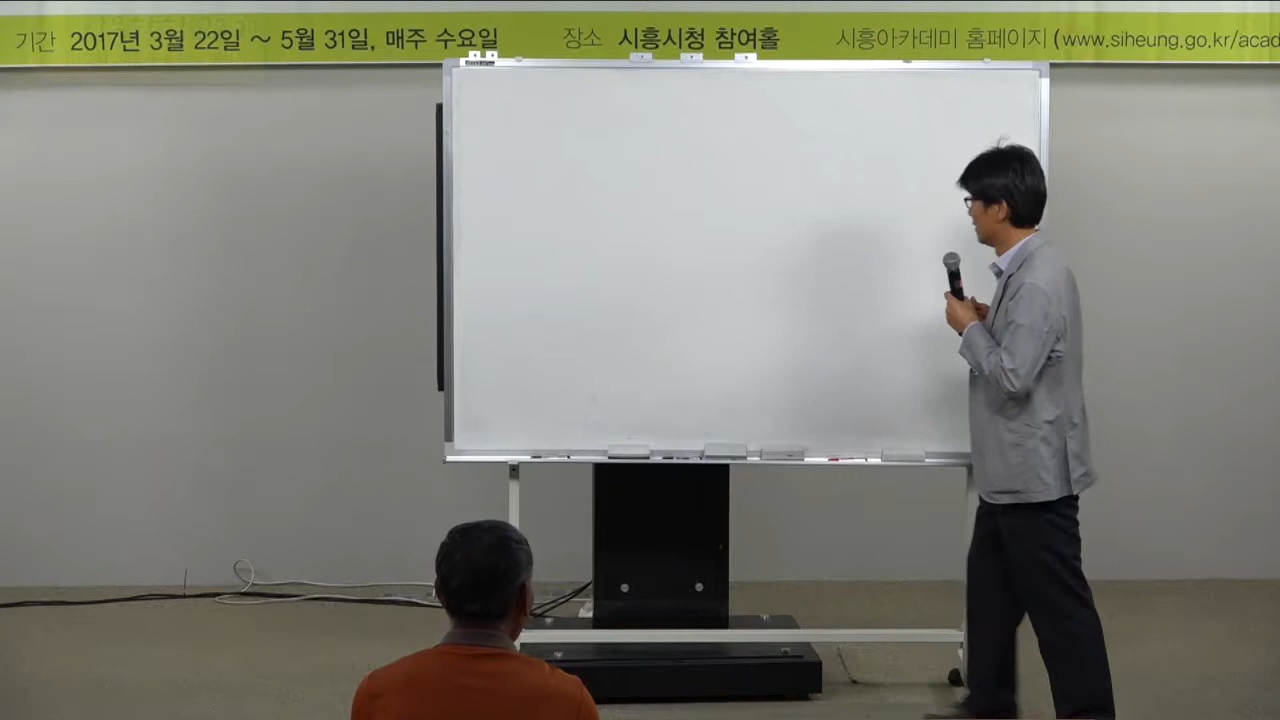 기간 2017년 3월 22일 ~ 5월 31일, 매주 수요일 장소 시흥시청 참여홀 시흥아카데미 홈페이지 (www.siheung.go.kr/acad